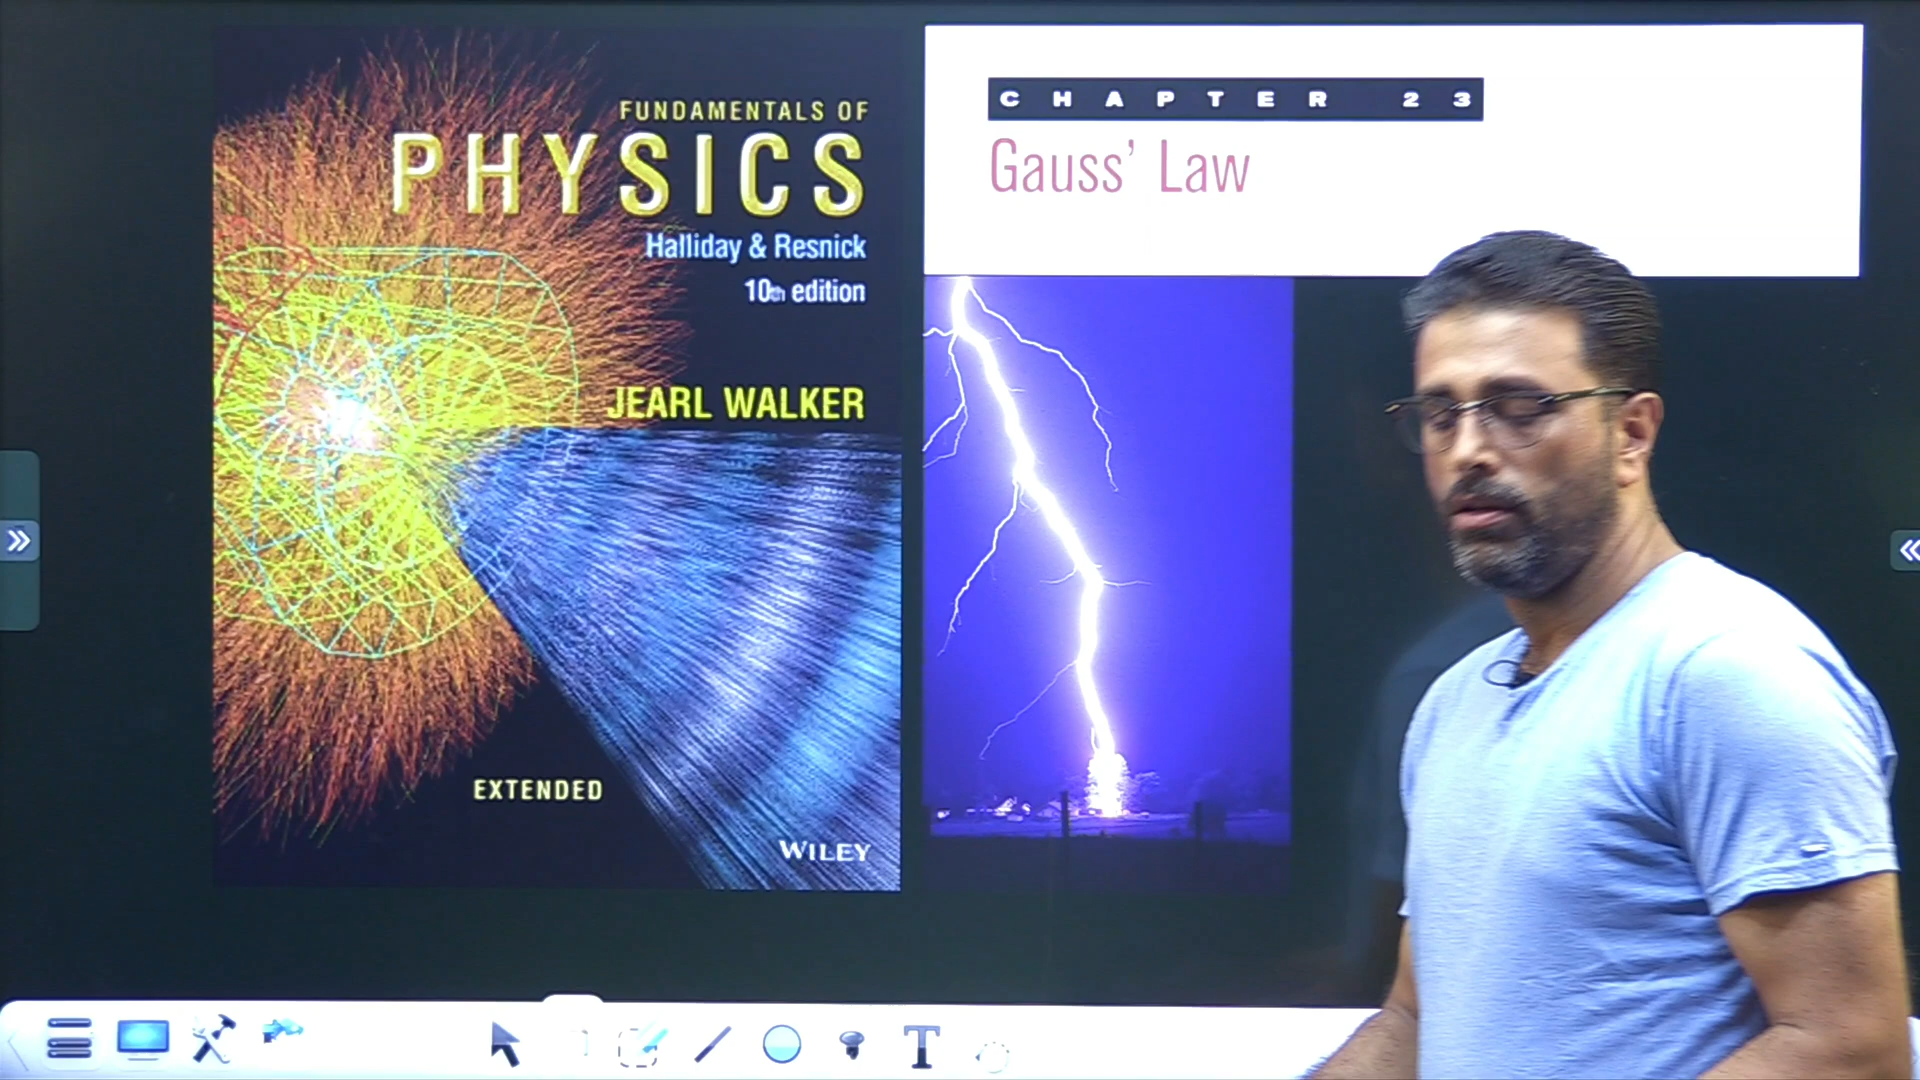 FUNDAMENTALS OF
PHYSICS
Halliday & Resnick
10th edition
JEARL WALKER
EXTENDED
WILEY
CHAPTER 23
Gauss' Law
T